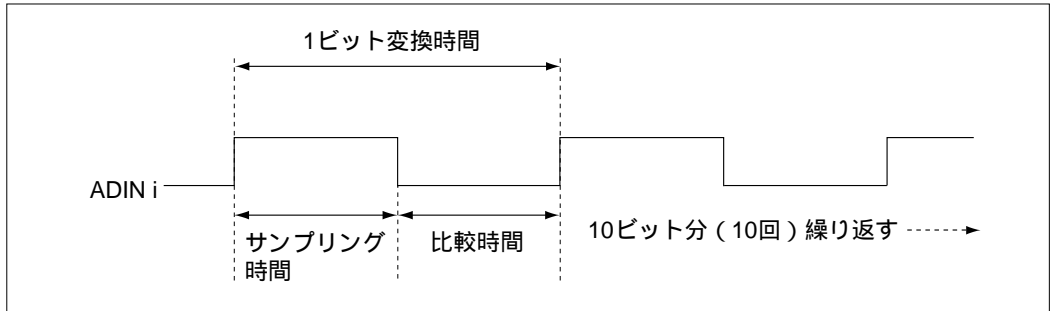 1ビット変換時間
ADIN i
サンプリング
時間
比較時間
10ビット分（10回）繰り返す